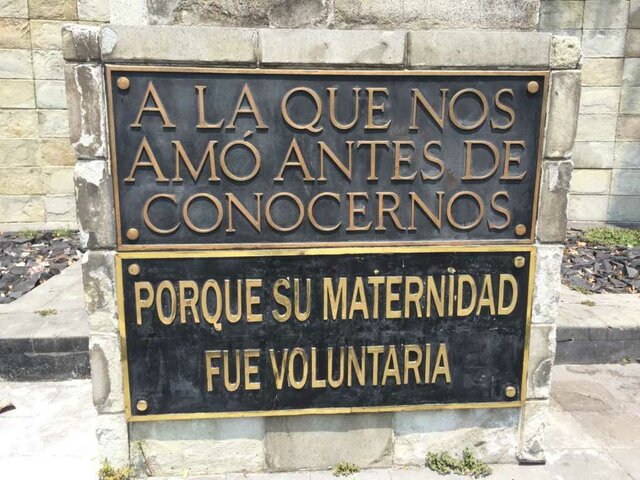 A LA QUE NOS
AMÓ ANTES DE
CONOCERNOS
PORQUE SU MATERNIDAD
FUE VOLUNTARIA